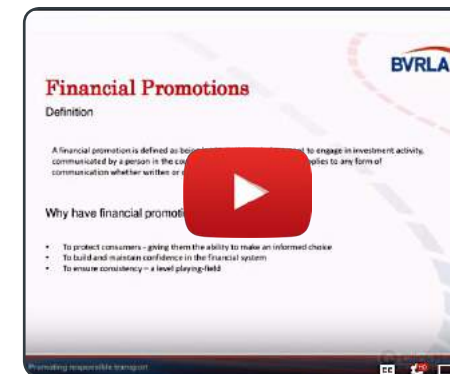 BVRLA
Financial Promotions
Definition
A financial promotion is defined as being to engage in investment activity,
communicated by a person in the applies to any form of
communication whether written or
Why have financial
• To protect consumers – giving them the ability to make an informed choice
• To build and maintain confidence in the financial system
• To ensure consistency – a level playing-field
Promoting responsible transport
HD